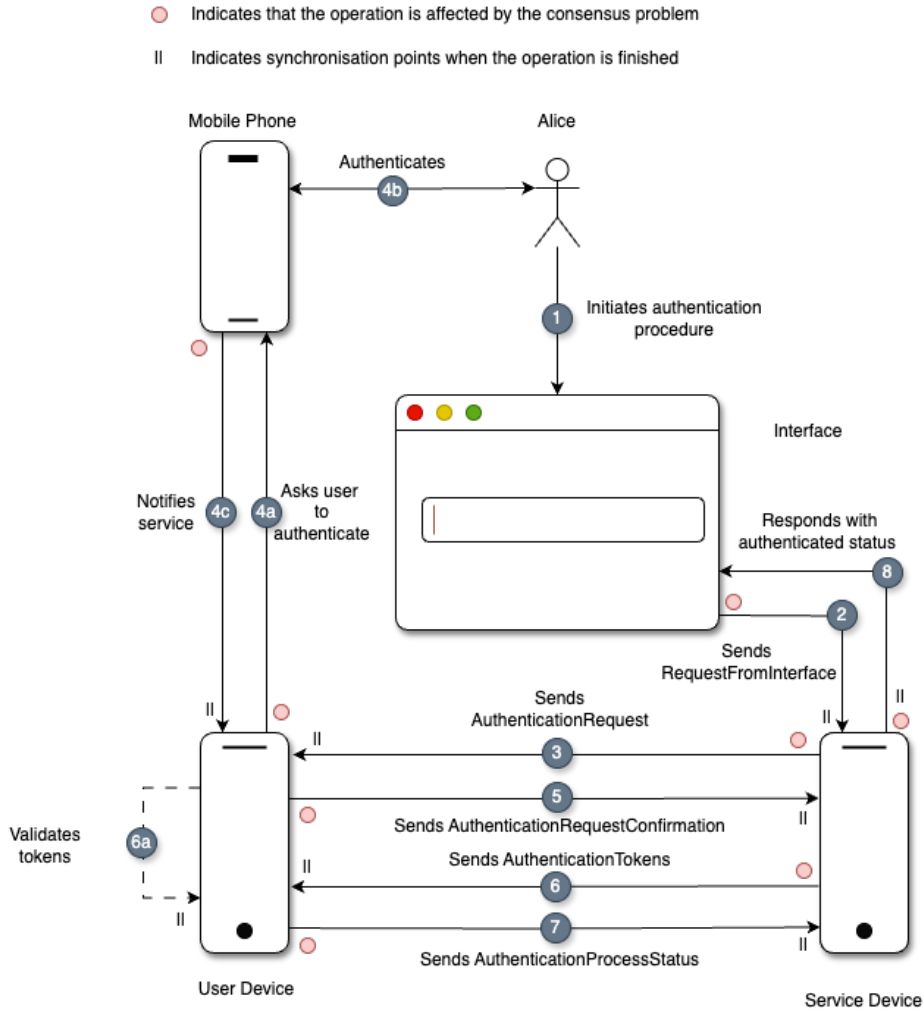 Indicates that the operation is affected by the consensus problem
II Indicates synchronisation points when the operation is finished
Mobile Phone
Alice
Authenticates
4b
1
Initiates authentication
procedure
Interface
Notifies
service
4c
4a
Asks user
to
authenticate
Responds with
authenticated status
8
2
Sends
RequestFromInterface
II
II
II
Sends
AuthenticationRequest
II
3
5
Sends AuthenticationRequestConfirmation
II
Validates
tokens
6a
II
Sends AuthenticationTokens
II
6
7
Sends AuthenticationProcessStatus
II
User Device
Service Device